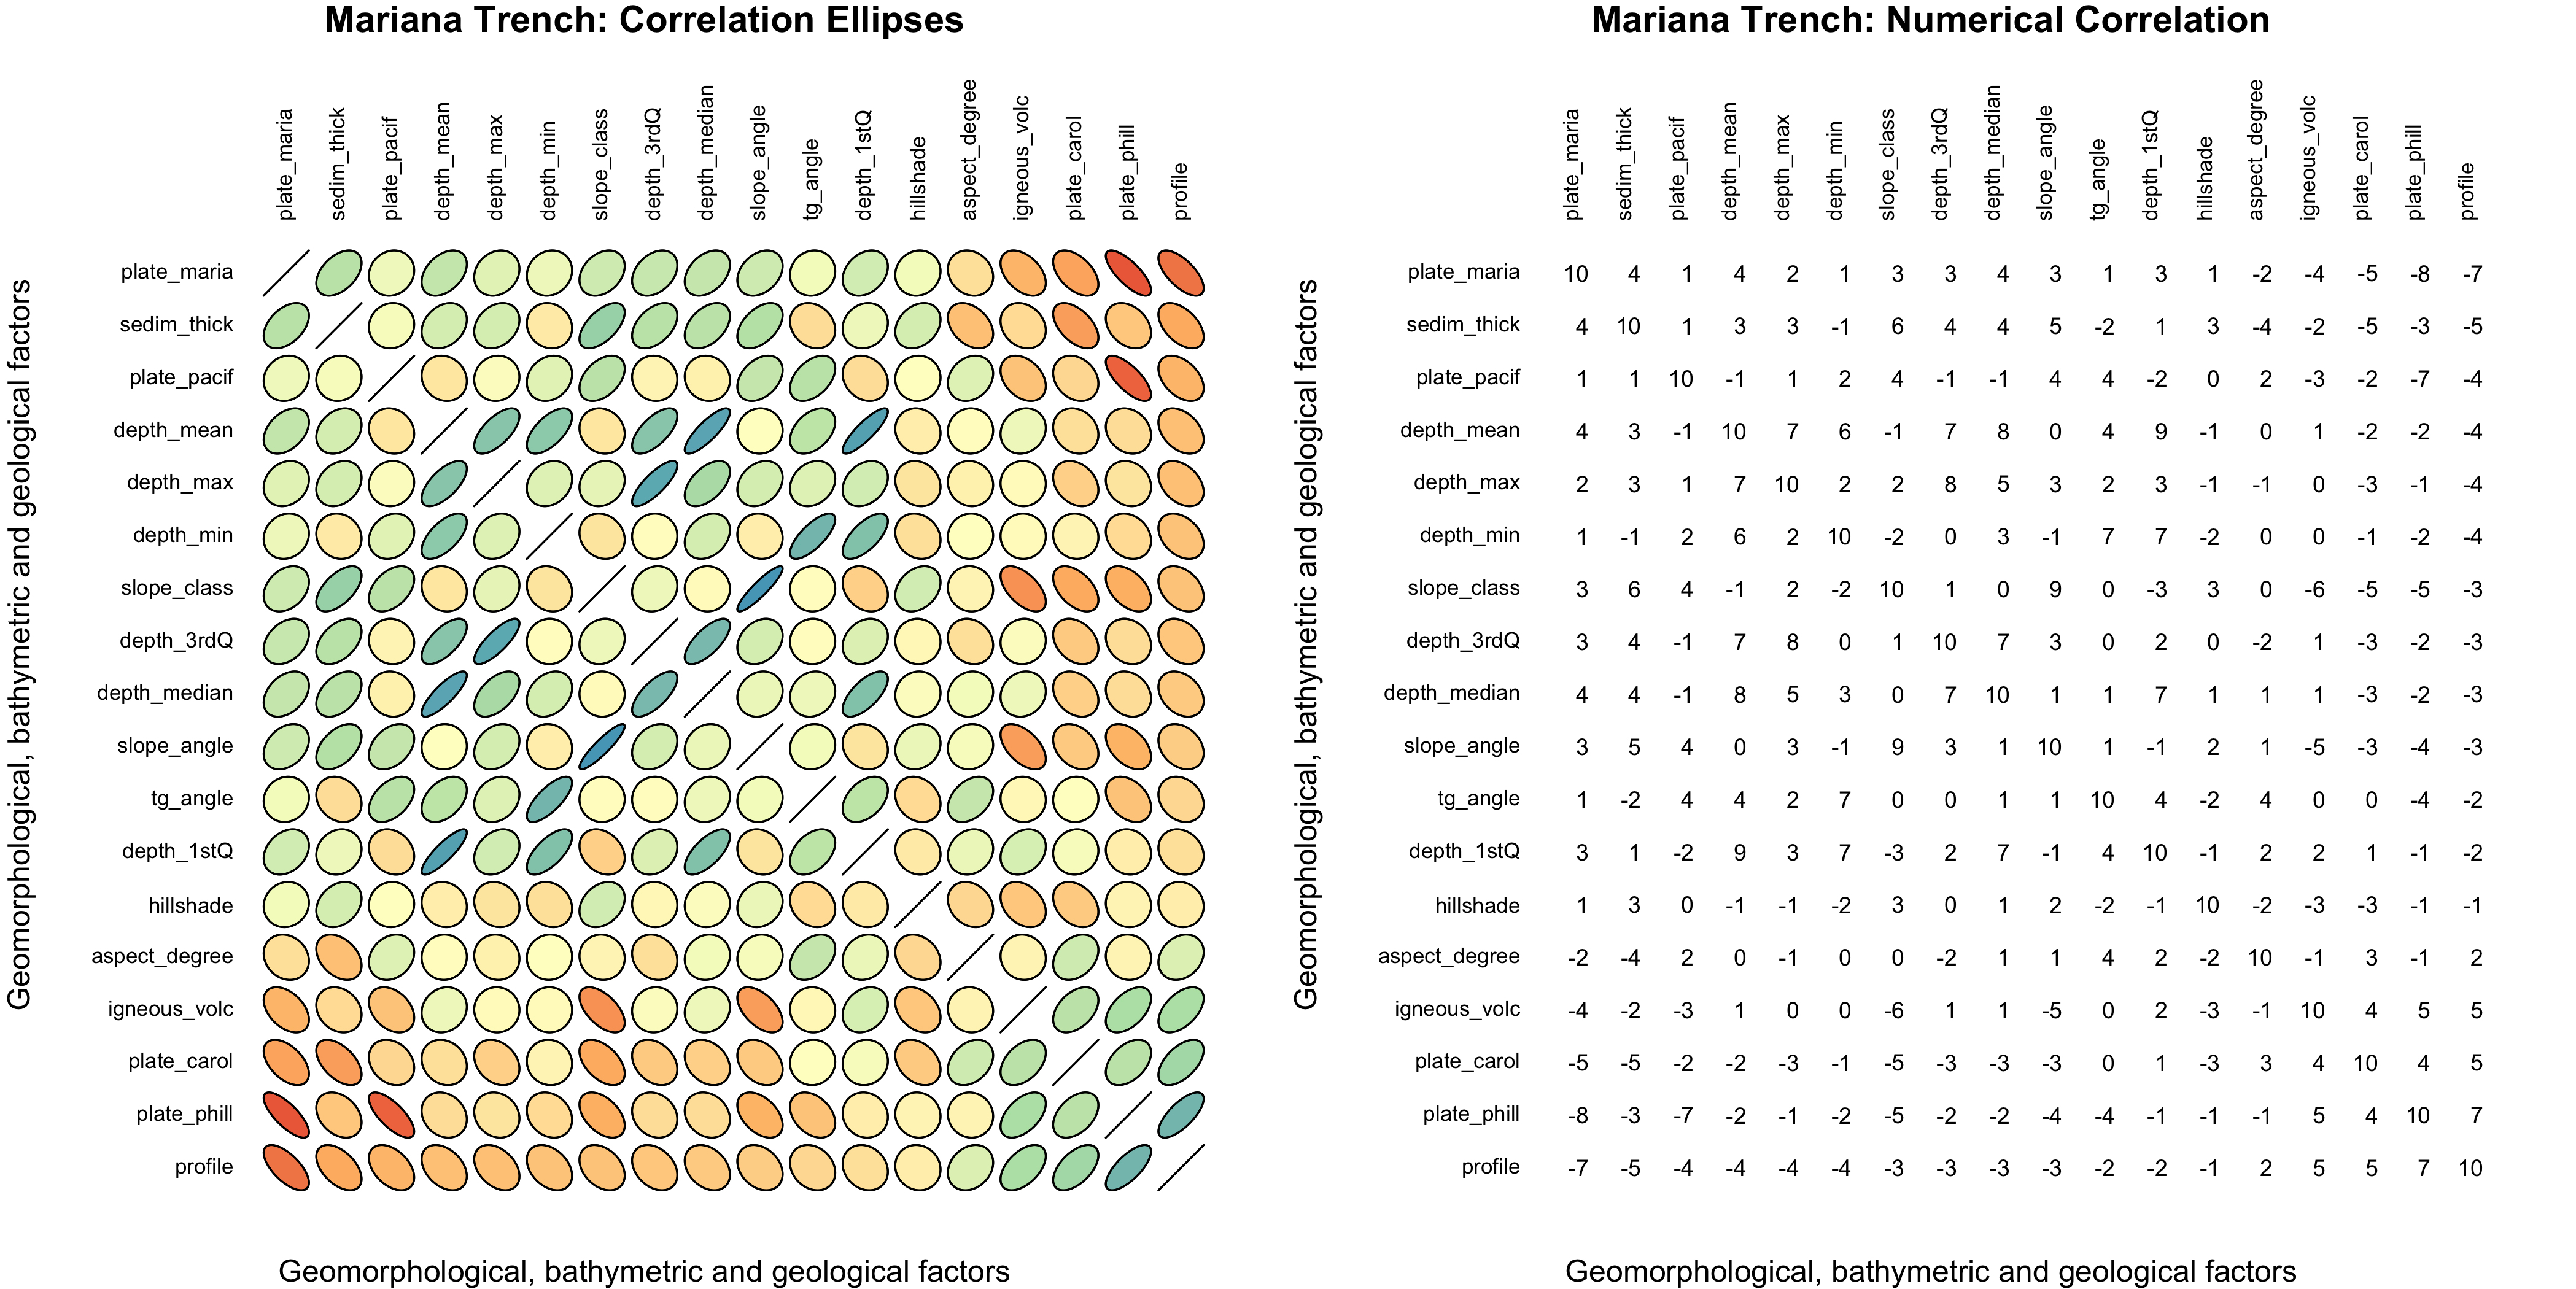 Mariana Trench: Correlation Ellipses
plate_maria sedim_thick plate_pacif depth_mean depth_max depth_min slope_class depth_3rdQ depth_median slope_angle tg_angle depth_1stQ hillshade aspect_degree igneous_volc plate_carol plate_phill profile
Geomorphological, bathymetric and geological factors
plate_maria
sedim_thick
plate_pacif
depth_mean
depth_max
depth_min
slope_class
depth_3rdQ
depth_median
slope_angle
tg_angle
depth_1stQ
hillshade
aspect_degree
igneous_volc
plate_carol
plate_phill
profile
Geomorphological, bathymetric and geological factors
Mariana Trench: Numerical Correlation
plate_maria sedim_thick plate_pacif depth_mean depth_max depth_min slope_class depth_3rdQ depth_median slope_angle tg_angle depth_1stQ hillshade aspect_degree igneous_volc plate_carol plate_phill profile
Geomorphological, bathymetric and geological factors
plate_maria 10 4 1 4 2 1 3 3 4 3 1 3 1 -2 -4 -5 -8 -7
sedim_thick 4 10 1 3 3 -1 6 4 4 5 -2 1 3 -4 -2 -5 -3 -5
plate_pacif 1 1 10 -1 1 2 4 -1 -1 4 4 -2 0 2 -3 -2 -7 -4
depth_mean 4 3 -1 10 7 6 -1 7 8 0 4 9 -1 0 1 -2 -2 -4
depth_max 2 3 1 7 10 2 2 8 5 3 2 3 -1 -1 0 -3 -1 -4
depth_min 1 -1 2 6 2 10 -2 0 3 -1 7 7 -2 0 0 -1 -2 -4
slope_class 3 6 4 -1 2 -2 10 1 0 9 0 -3 3 0 -6 -5 -5 -3
depth_3rdQ 3 4 -1 7 8 0 1 10 7 3 0 2 0 -2 1 -3 -2 -3
depth_median 4 4 -1 8 5 3 0 7 10 1 1 7 1 1 1 -3 -2 -3
slope_angle 3 5 4 0 3 -1 9 3 1 10 1 -1 2 1 -5 -3 -4 -3
tg_angle 1 -2 4 4 2 7 0 0 1 1 10 4 -2 4 0 0 -4 -2
depth_1stQ 3 1 -2 9 3 7 -3 2 7 -1 4 10 -1 2 2 1 -1 -2
hillshade 1 3 0 -1 -1 -2 3 0 1 2 -2 -1 10 -2 -3 -3 -1 -1
aspect_degree -2 -4 2 0 -1 0 0 -2 1 1 4 2 -2 10 -1 3 -1 2
igneous_volc -4 -2 -3 1 0 0 -6 1 1 -5 0 2 -3 -1 10 4 5 5
plate_carol -5 -5 -2 -2 -3 -1 -5 -3 -3 -3 0 1 -3 3 4 10 4 5
plate_phill -8 -3 -7 -2 -1 -2 -5 -2 -2 -4 -4 -1 -1 -1 5 4 10 7
profile -7 -5 -4 -4 -4 -4 -3 -3 -3 -3 -2 -2 -1 2 5 5 7 10
Geomorphological, bathymetric and geological factors